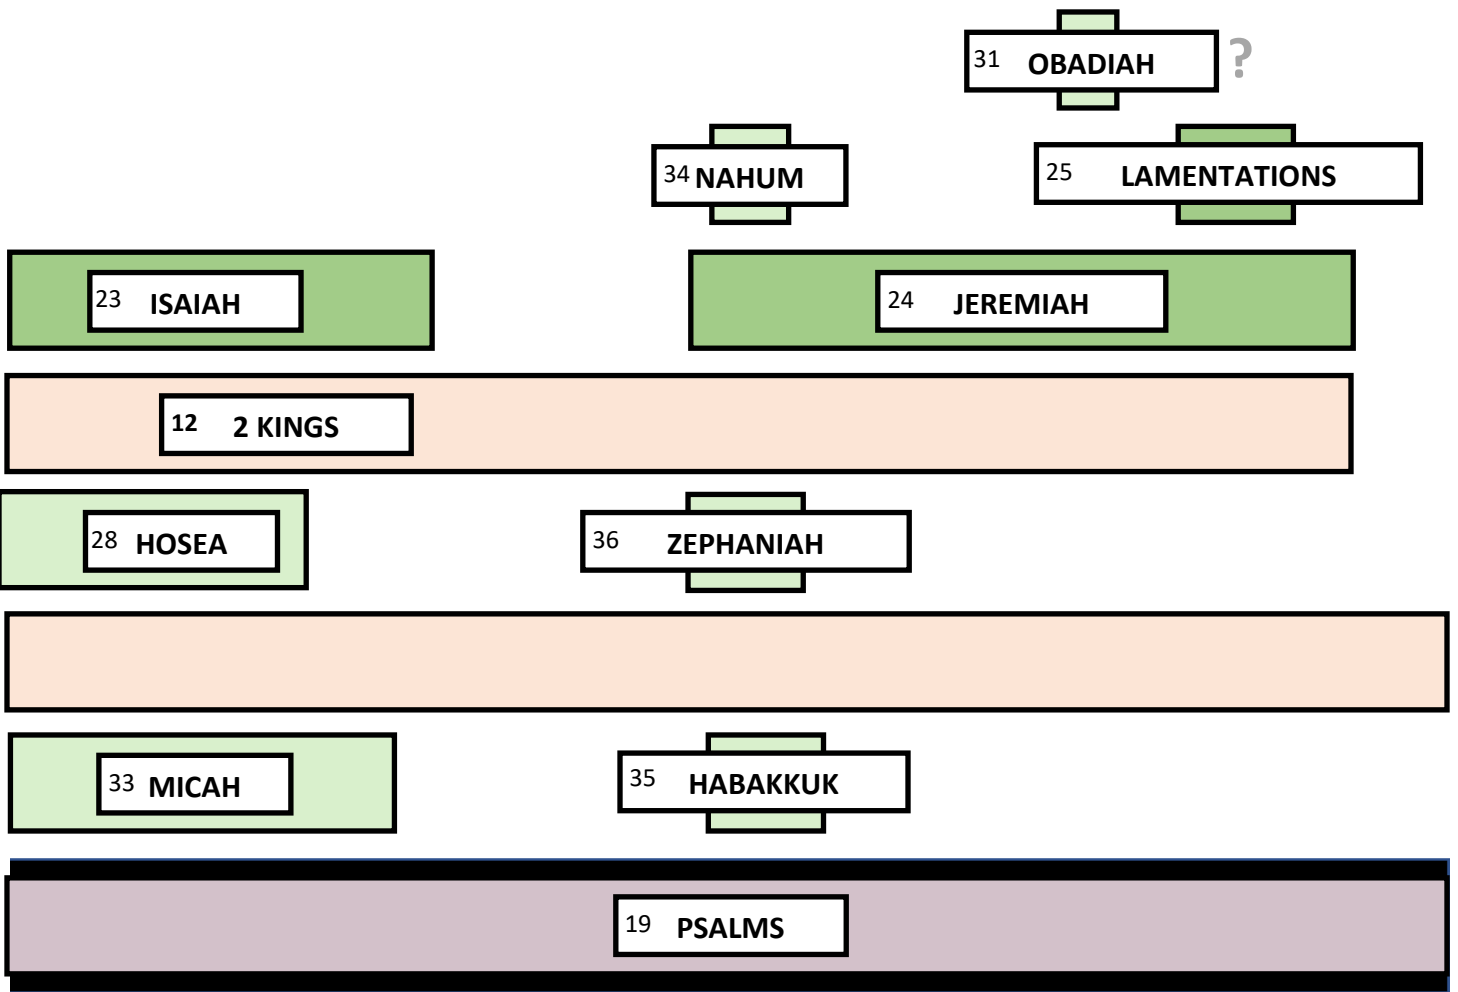 31 OBADIAH ?
34 NAHUM
25 LAMENTATIONS
23 ISAIAH
24 JEREMIAH
12 2 KINGS
28 HOSEA
36 ZEPHANIAH
33 MICAH
35 HABAKKUK
19 PSALMS